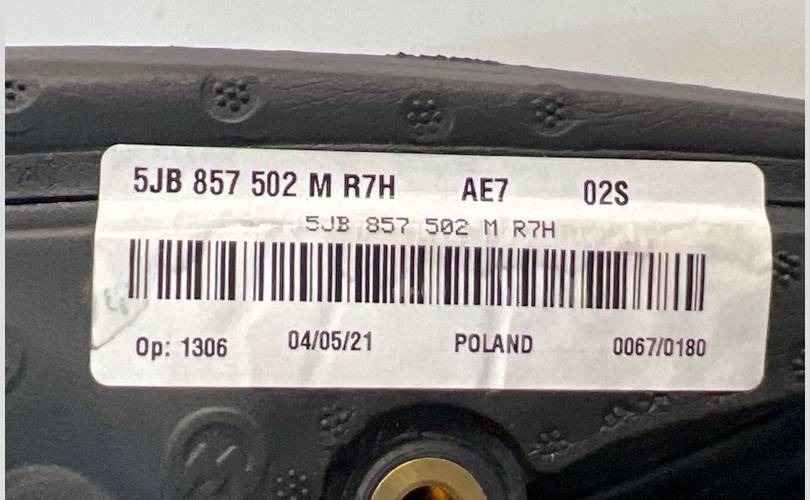 5JB 857 502 M R7H AE7 02S
5JB 857 502 M R7H
Op: 1306 04/05/21 POLAND 0067/0180